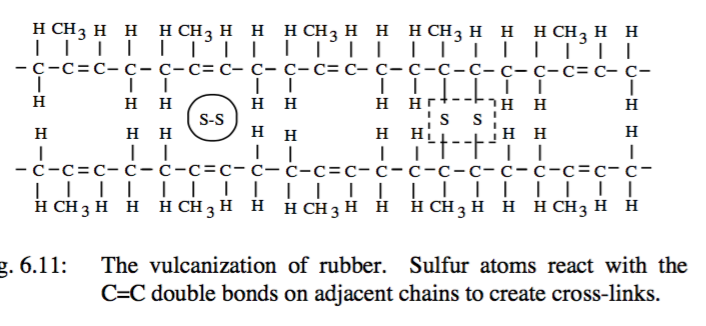 H CH3 H H H CH3 H H H CH3 H H H CH3 H H H CH3 H H
- C-C=C- C- C-C=C- C- C-C=C- C- C-C-C- C- C-C=C- C-
H H H H H H H H H H
S-S S S
H H H H H H H H H H
- C-C=C- C- C-C=C- C- C-C=C- C- C-C-C- C- C-C=C- C-
H CH3 H H H CH3 H H H CH3 H H H CH3 H H H CH3 H H
g. 6.11: The vulcanization of rubber. Sulfur atoms react with the
C=C double bonds on adjacent chains to create cross-links.